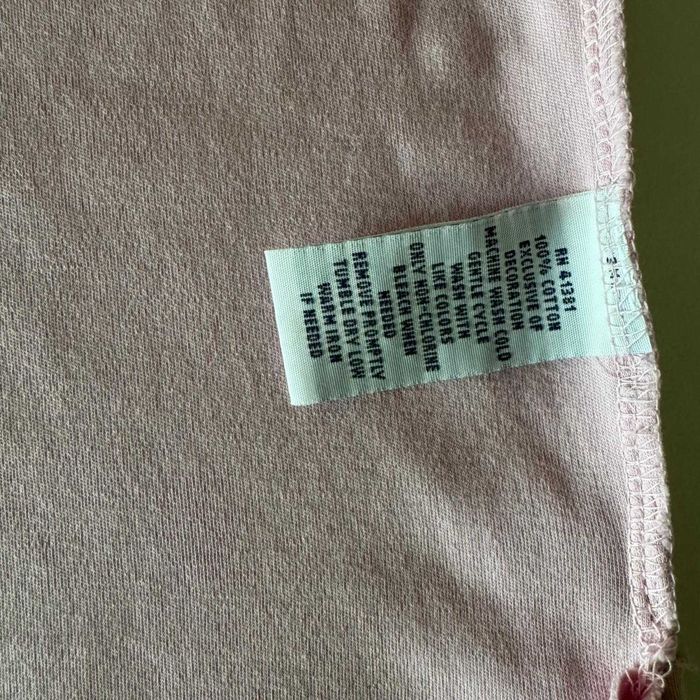 RN 41381
100% COTTON
EXCLUSIVE OF
DECORATION
MACHINE WASH COLD
GENTLE CYCLE
WASH WITH
LIKE COLORS
ONLY NON-CHLORINE
BLEACH WHEN
NEEDED
REMOVE PROMPTLY
TUMBLE DRY LOW
WARM IRON
IF NEEDED